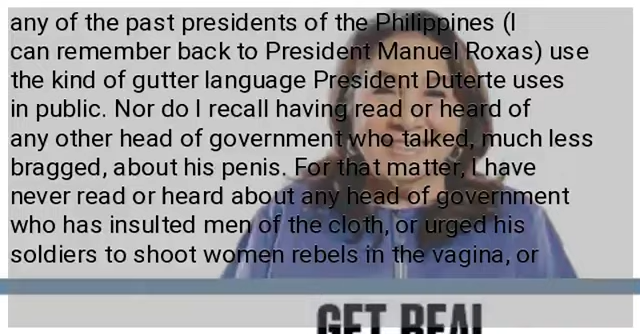 any of the past presidents of the Philippines (I
can remember back to President Manuel Roxas) use
the kind of gutter language President Duterte uses
in public. Nor do I recall having read or heard of
any other head of government who talked, much less
bragged, about his penis. For that matter, I have
never read or heard about any head of government
who has insulted men of the cloth, or urged his
soldiers to shoot women rebels in the vagina, or
GET REAL